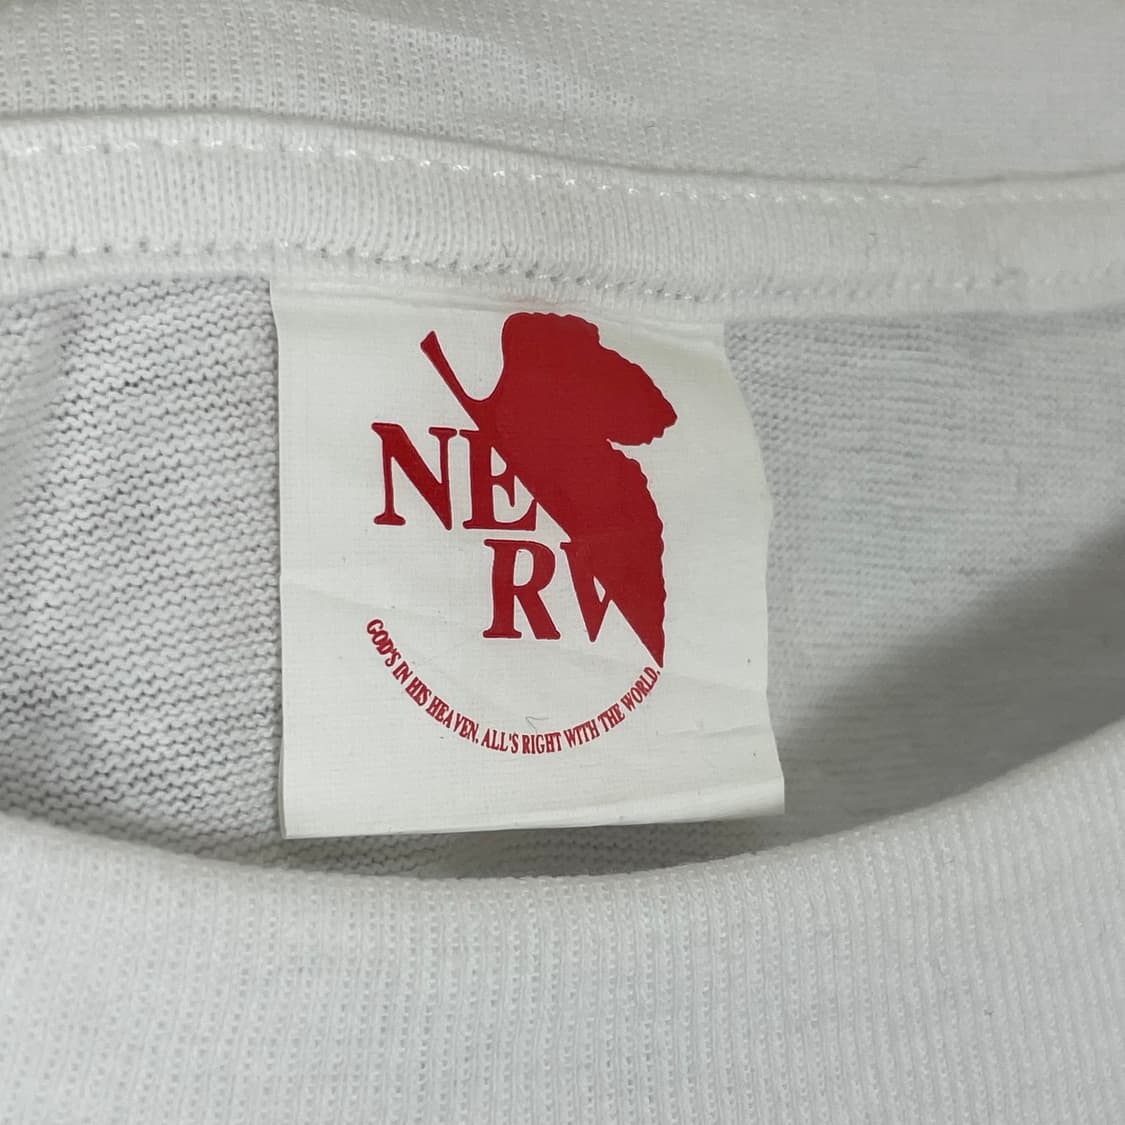 NE
RV
GOD'S IN HIS HEAVEN. ALL'S RIGHT WITH THE WORLD.